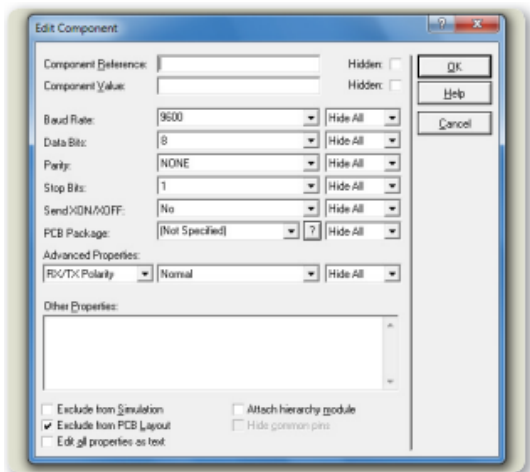 Edit Component
Component Reference: Hidden:
Component Value: Hidden:
Baud Rate: 9600 Hide All
Data Bits: 8 Hide All
Parity: NONE Hide All
Stop Bits: 1 Hide All
Send XON/XOFF: No Hide All
PCB Package: (Not Specified) ? Hide All
Advanced Properties:
RX/TX Polarity Normal Hide All
Other Properties:
Exclude from Simulation Attach hierarchy module
Exclude from PCB Layout Hide common pins
Edit all properties as text
OK
Help
Cancel